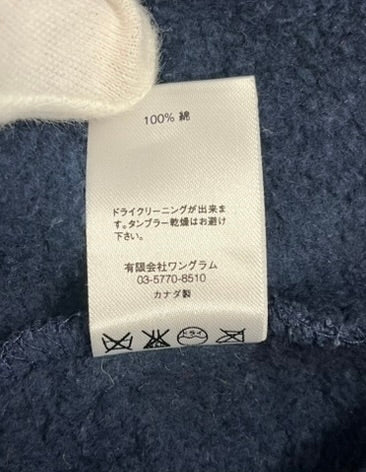 100% 綿
ドライクリーニングが出来ま
す。タンブラー乾燥はお避け
下さい。
有限会社ワングラム
03-5770-8510
カナダ製
ドライ